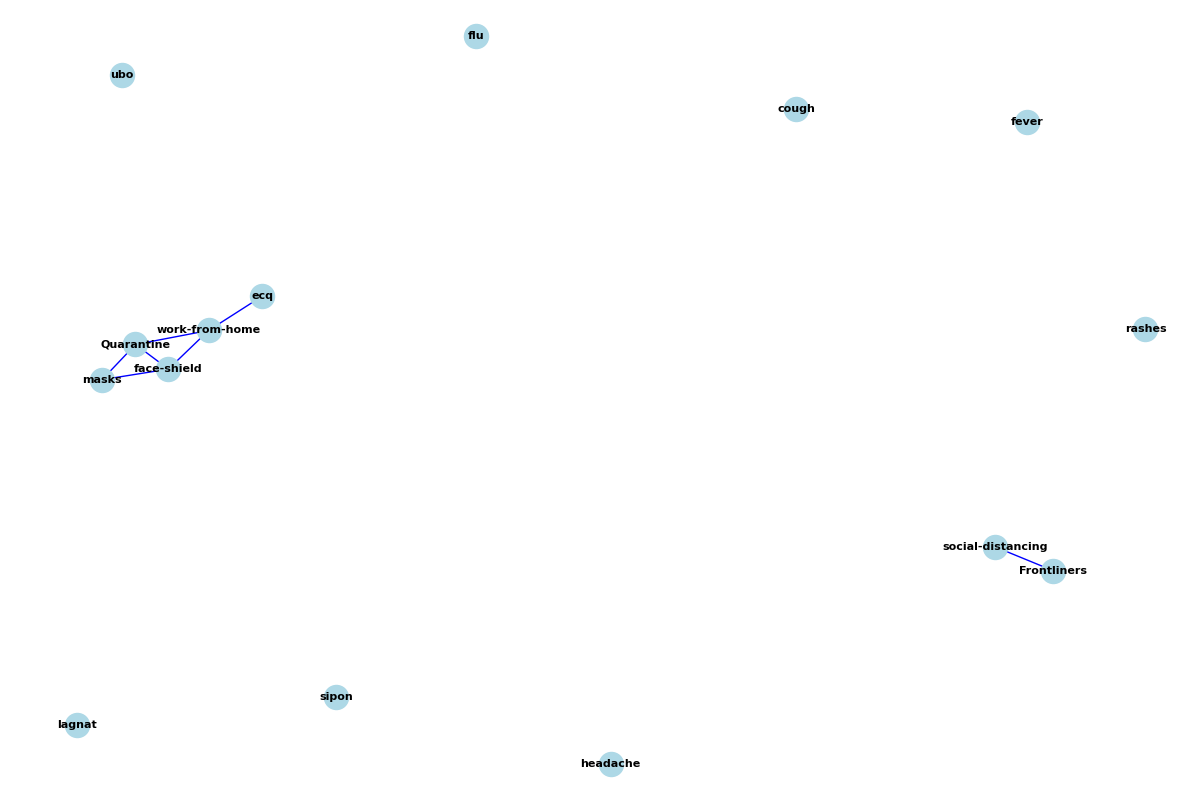 flu
ubo
cough
fever
ecq
work-from-home
rashes
Quarantine
face-shield
masks
social-distancing
Frontliners
sipon
lagnat
headache